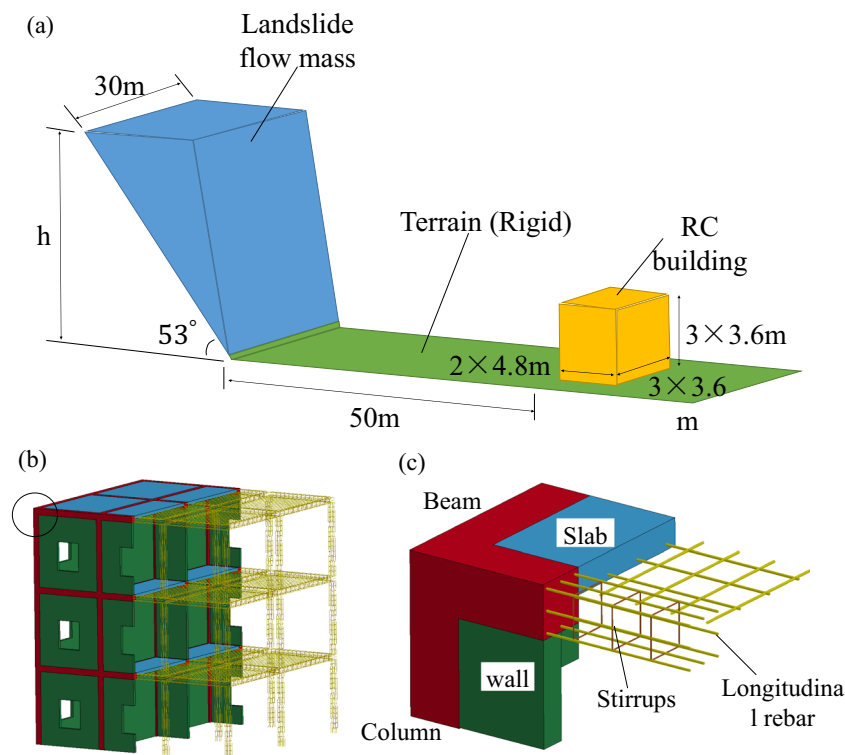 (a)
Landslide
flow mass
30m
h
Terrain (Rigid)
RC
building
53°
3×3.6m
2×4.8m
3×3.6
m
50m
(b)
(c)
Beam
Slab
wall
Stirrups
Longitudina
l rebar
Column